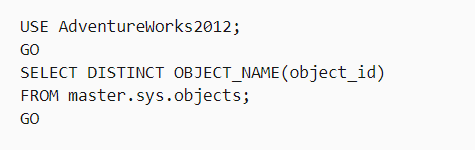 USE AdventureWorks2012;
GO
SELECT DISTINCT OBJECT_NAME(object_id)
FROM master.sys.objects;
GO